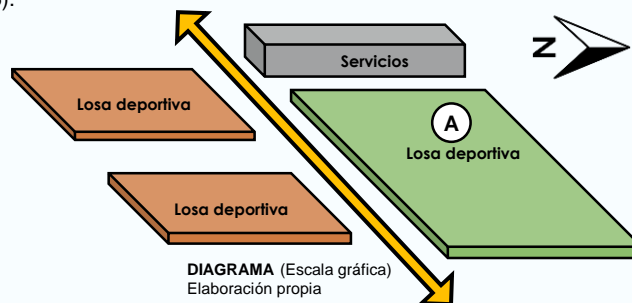 ).
Servicios
N
Losa deportiva
A
Losa deportiva
Losa deportiva
DIAGRAMA (Escala gráfica)
Elaboración propia